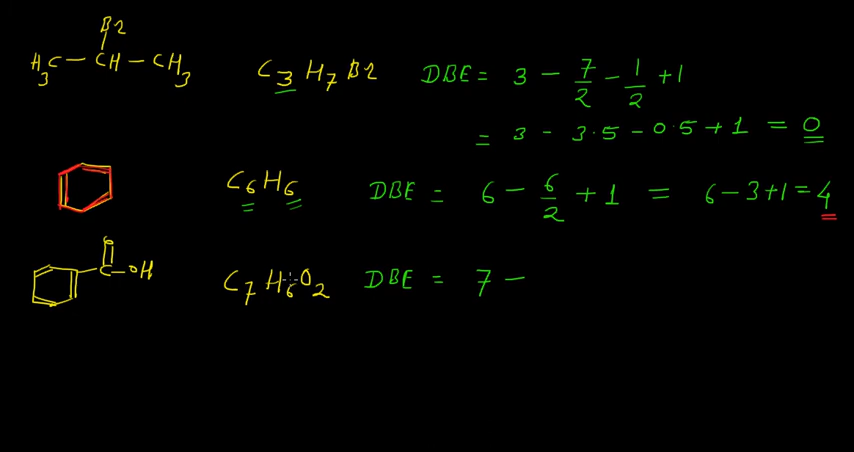 Br
H3C - CH - CH3 C3H7Br DBE = 3 - 7/2 - 1/2 + 1
= 3 - 3.5 - 0.5 + 1 = 0
C6H6 DBE = 6 - 6/2 + 1 = 6 - 3 + 1 = 4
O
C - OH C7H6O2 DBE = 7 -